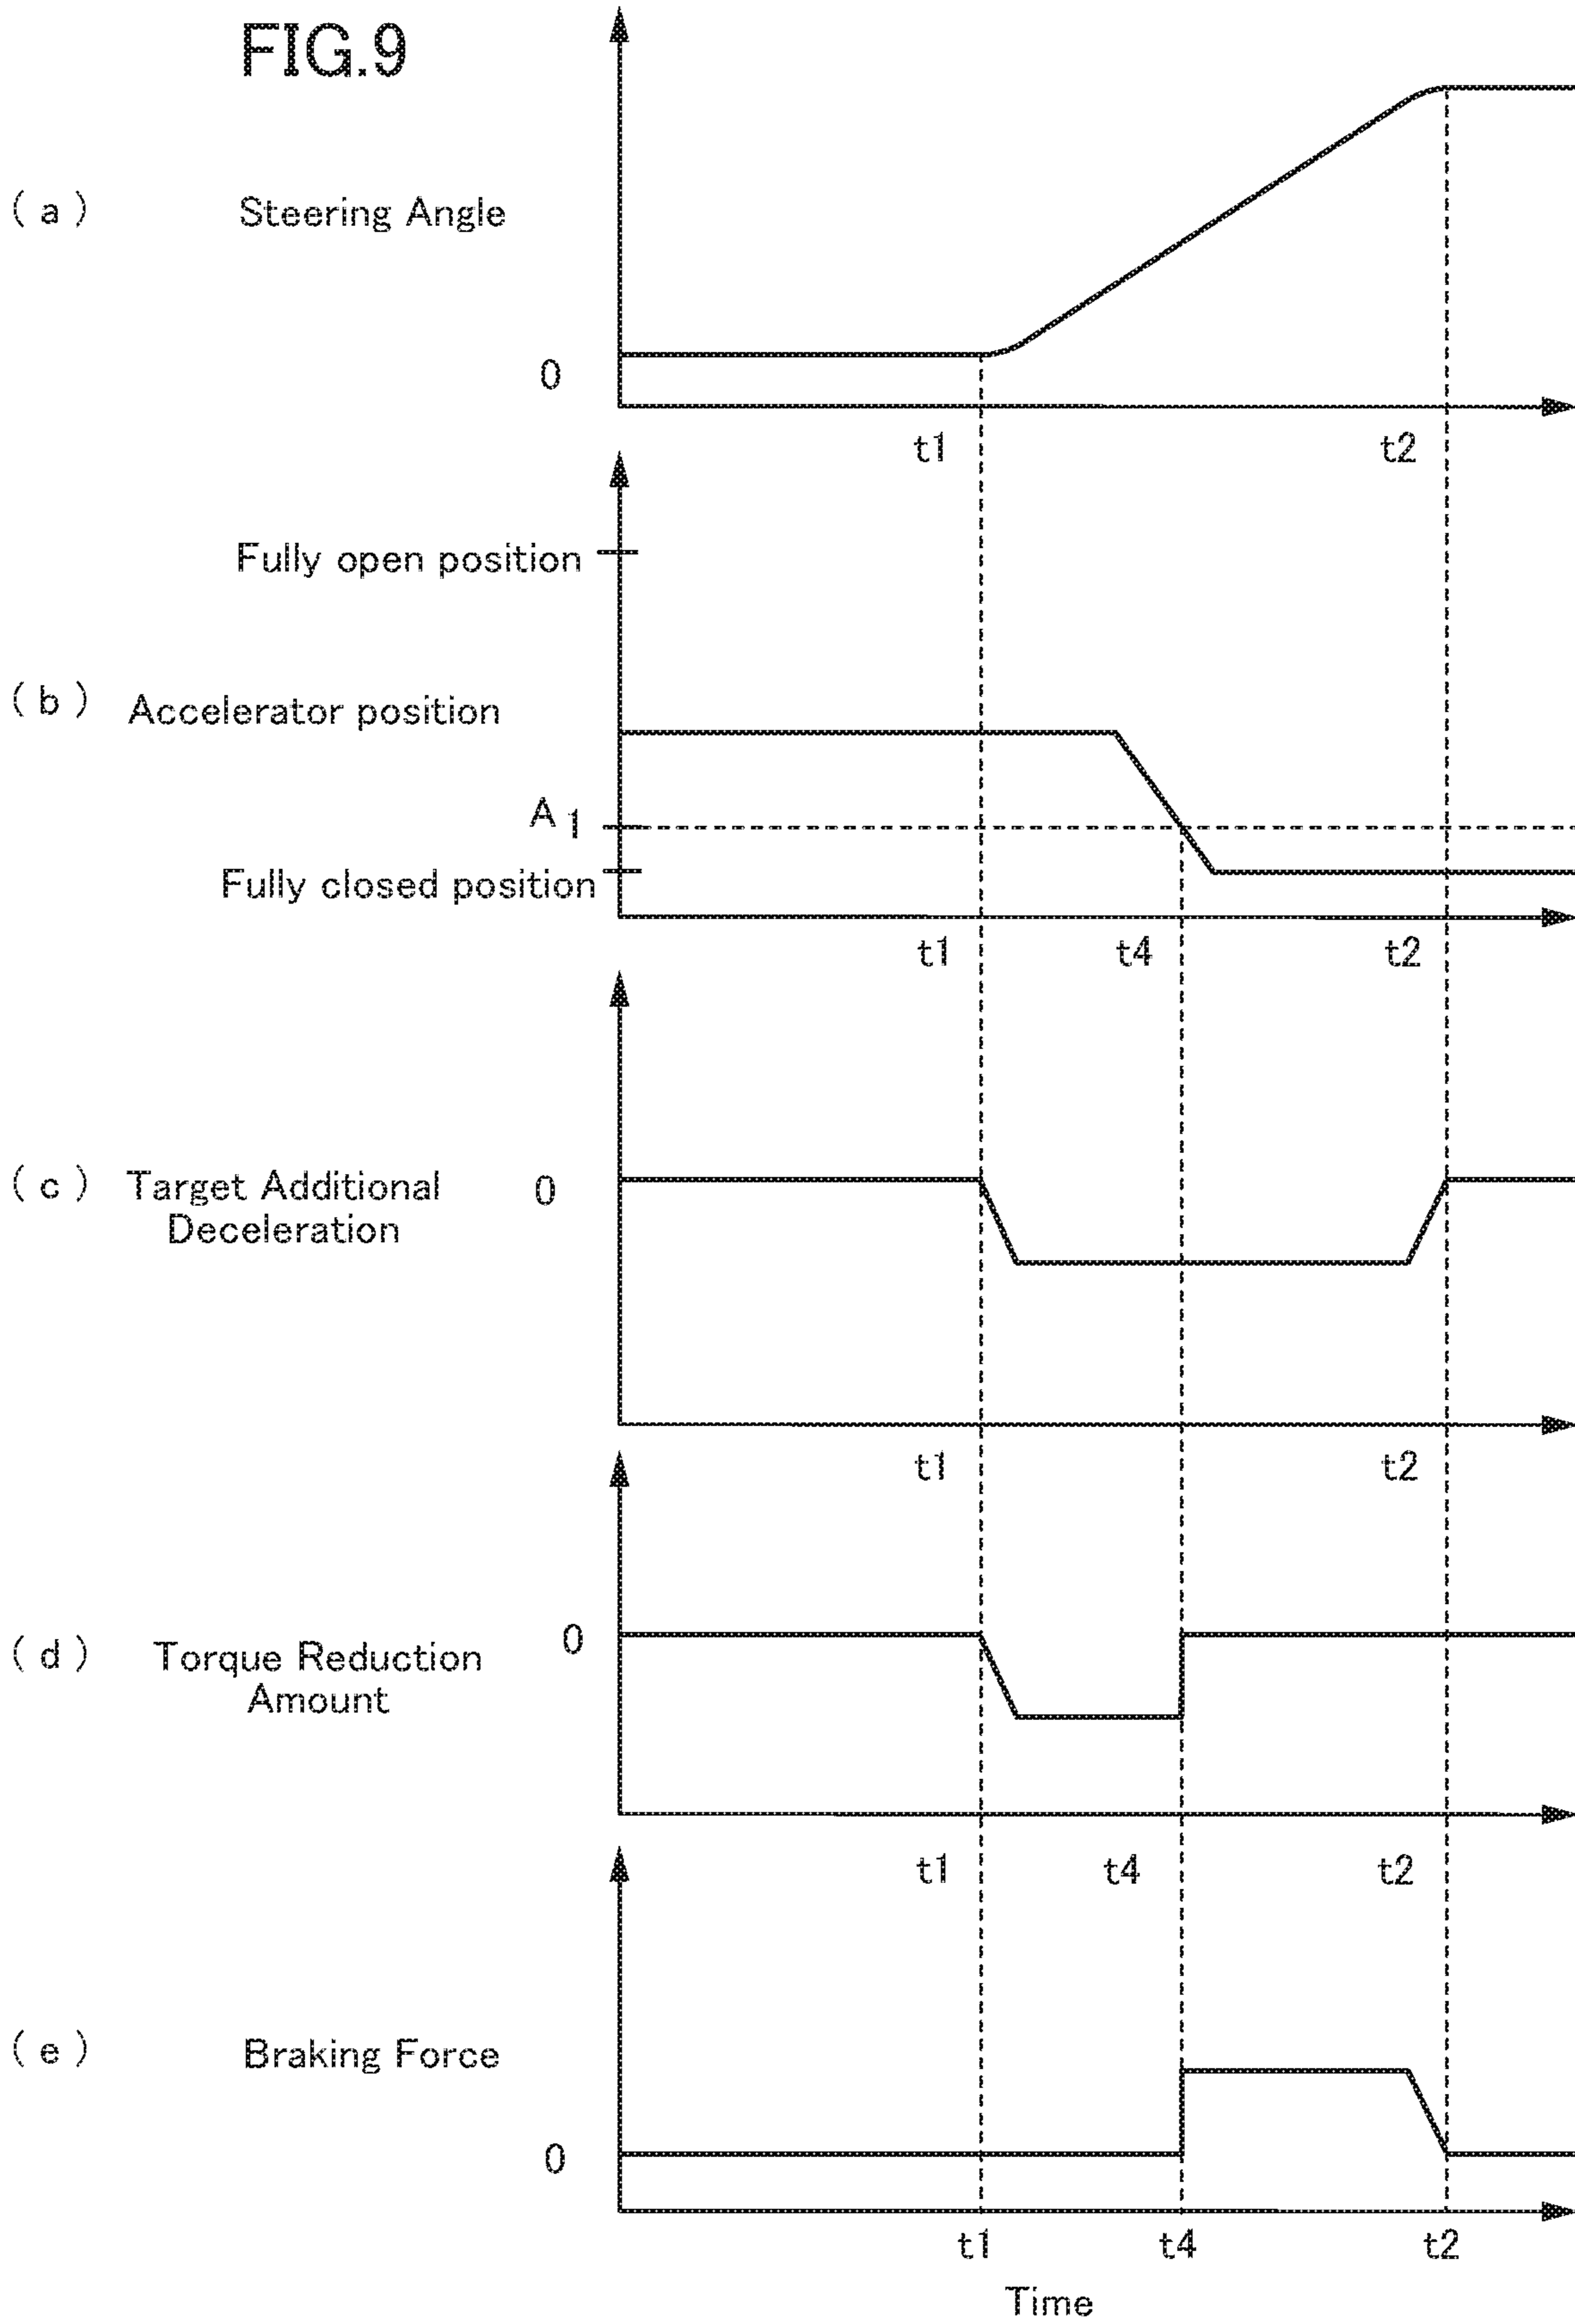 FIG.9
( a ) Steering Angle
0
t1 t2
Fully open position
( b ) Accelerator position
A1
Fully closed position
t1 t4 t2
( c ) Target Additional
Deceleration
0
t1 t2
( d ) Torque Reduction
Amount
0
t1 t4 t2
( e ) Braking Force
0
t1 t4 t2
Time